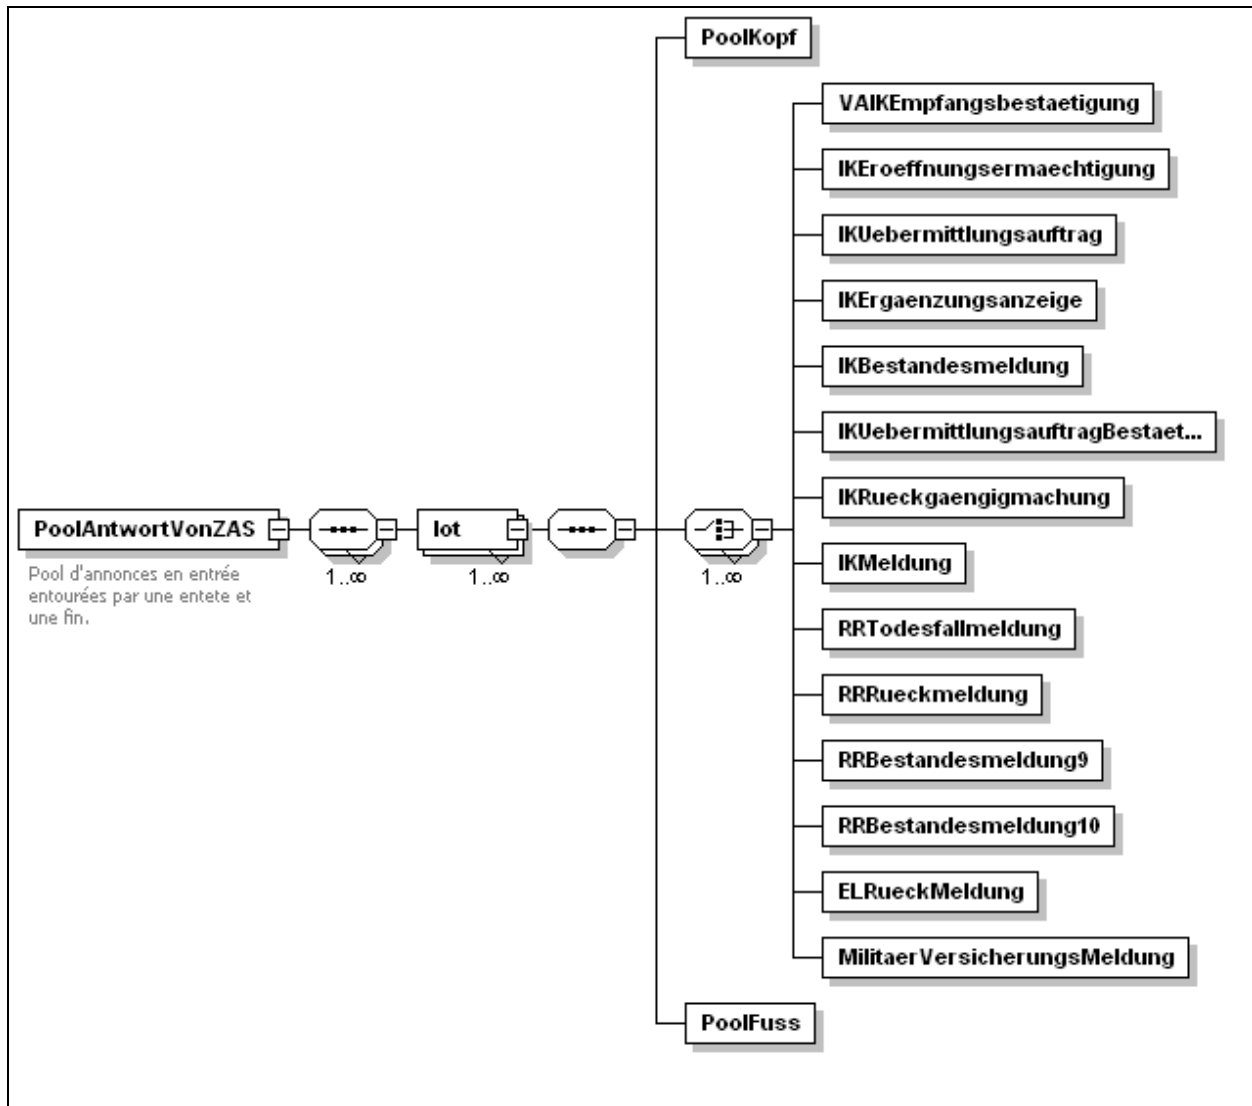 PoolKopf
VAIKEmpfangsbestaetigung
IKEroeffnungsermaechtigung
IKUebermittlungsauftrag
IKErgaenzungsanzeige
IKBestandesmeldung
IKUebermittlungsauftragBestaet...
IKRueckgaengigmachung
PoolAntwortVonZAS
lot
Pool d'annonces en entrée
entourées par une entete et
une fin.
1..∞
1..∞
1..∞
IKMeldung
RRTodesfallmeldung
RRRueckmeldung
RRBestandesmeldung9
RRBestandesmeldung10
ELRueckMeldung
MilitaerVersicherungsMeldung
PoolFuss